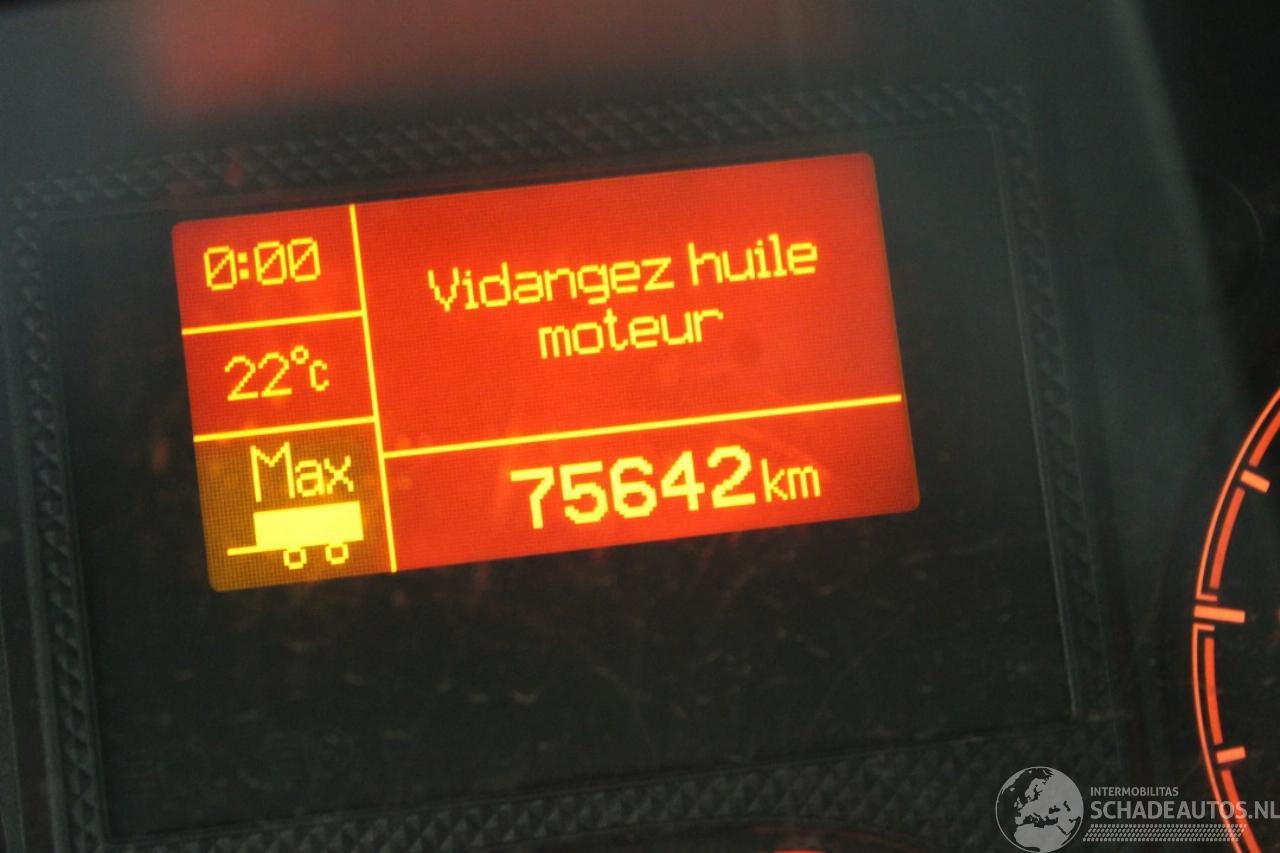 0:00
22°c
Max
Vidangez huile
moteur
75642km
INTERMOBILITAS
SCHADEAUTOS.NL